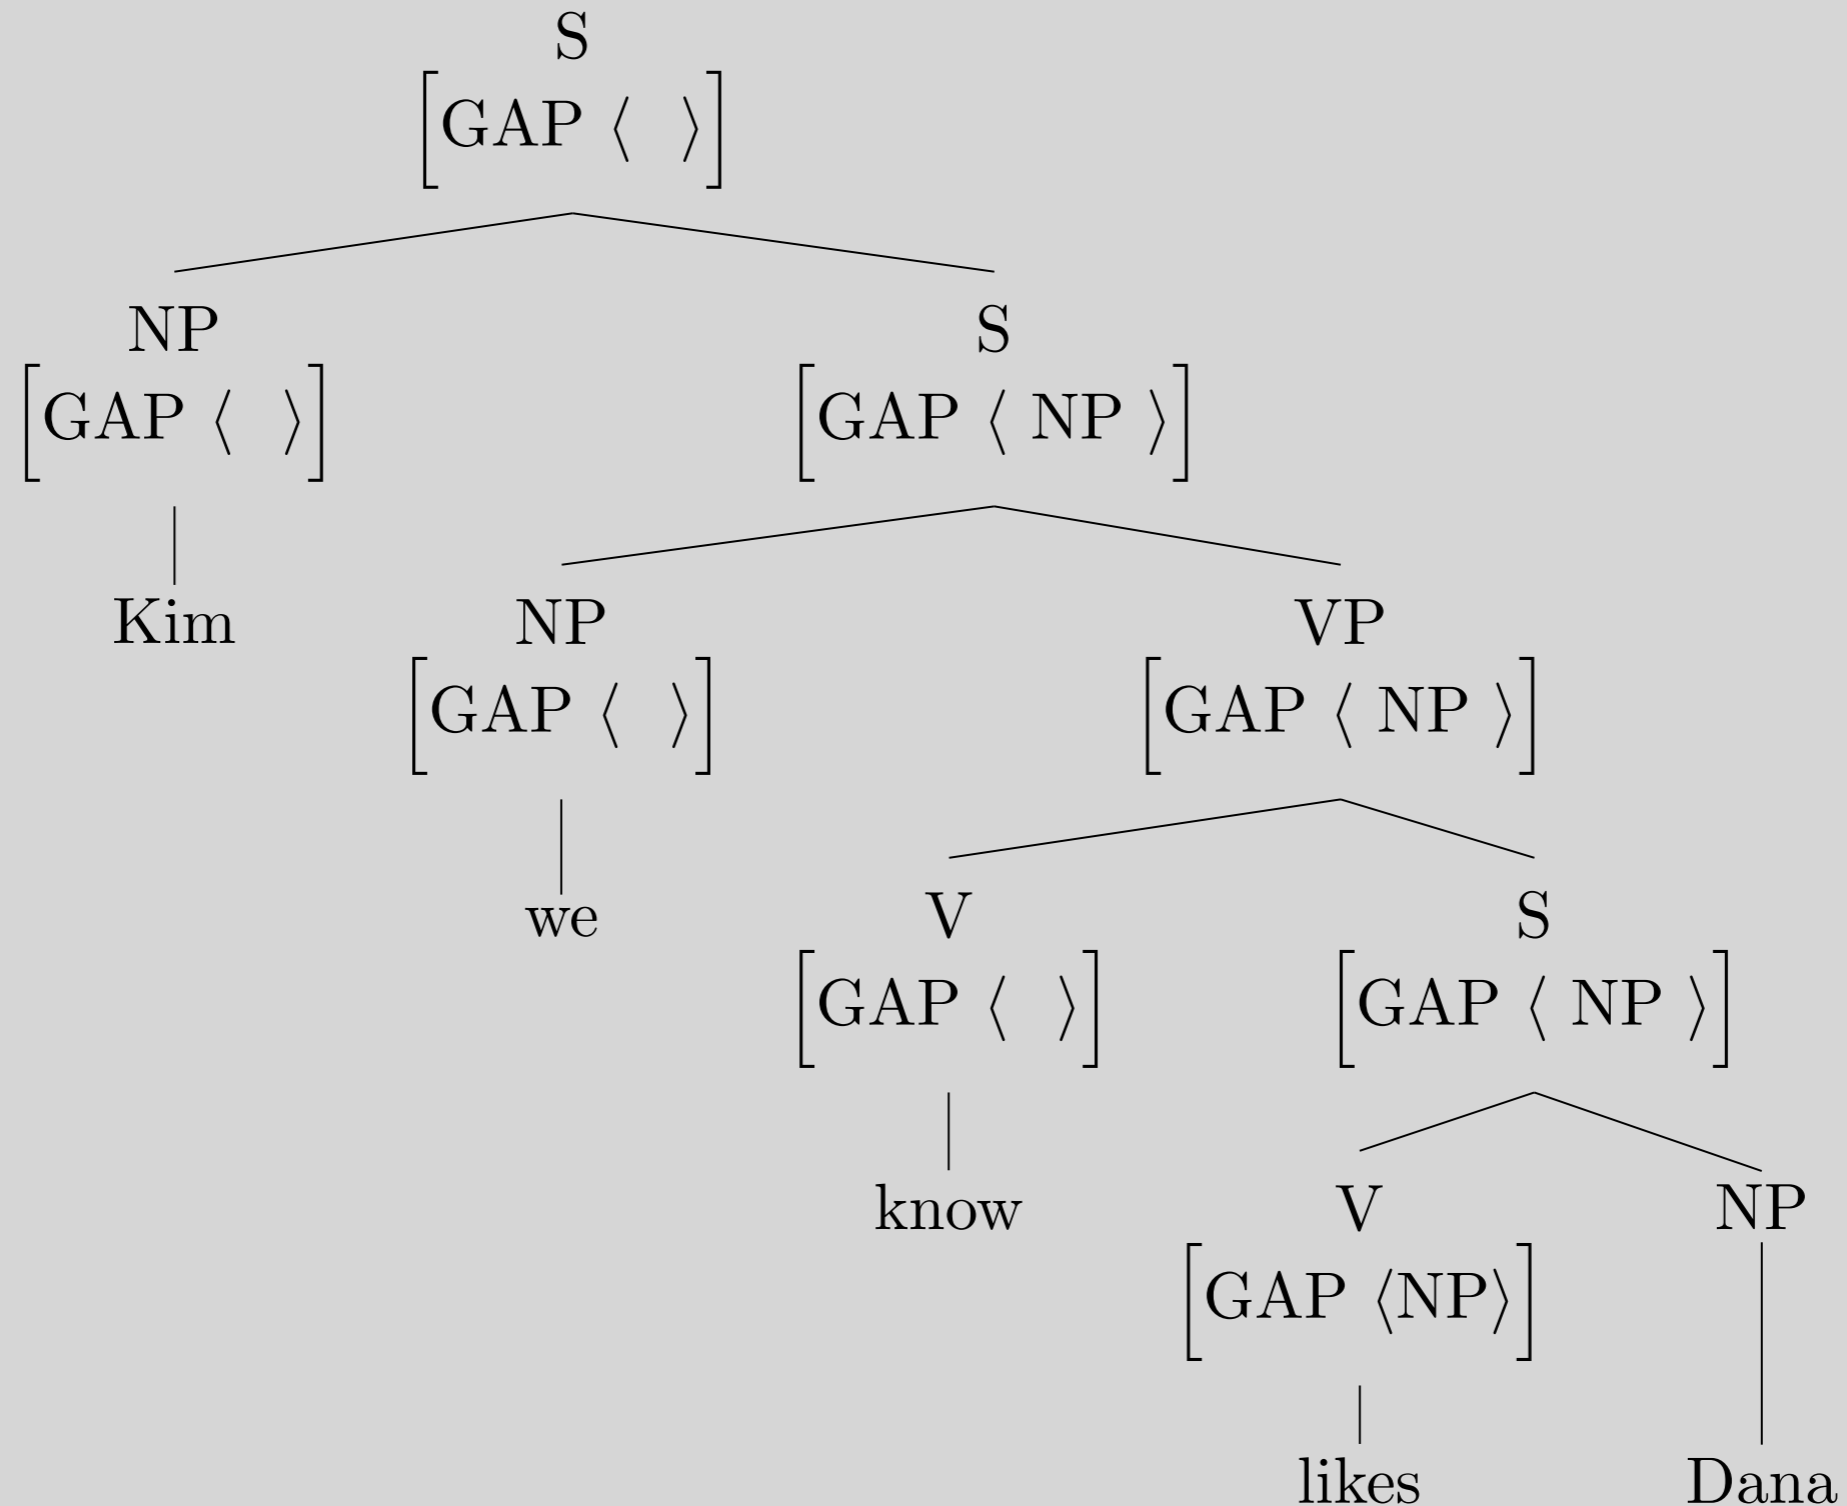 S
[GAP ⟨ ⟩]
NP S
[GAP ⟨ ⟩] [GAP ⟨ NP ⟩]
Kim NP VP
[GAP ⟨ ⟩] [GAP ⟨ NP ⟩]
we V S
[GAP ⟨ ⟩] [GAP ⟨ NP ⟩]
know V NP
[GAP ⟨NP⟩]
likes Dana